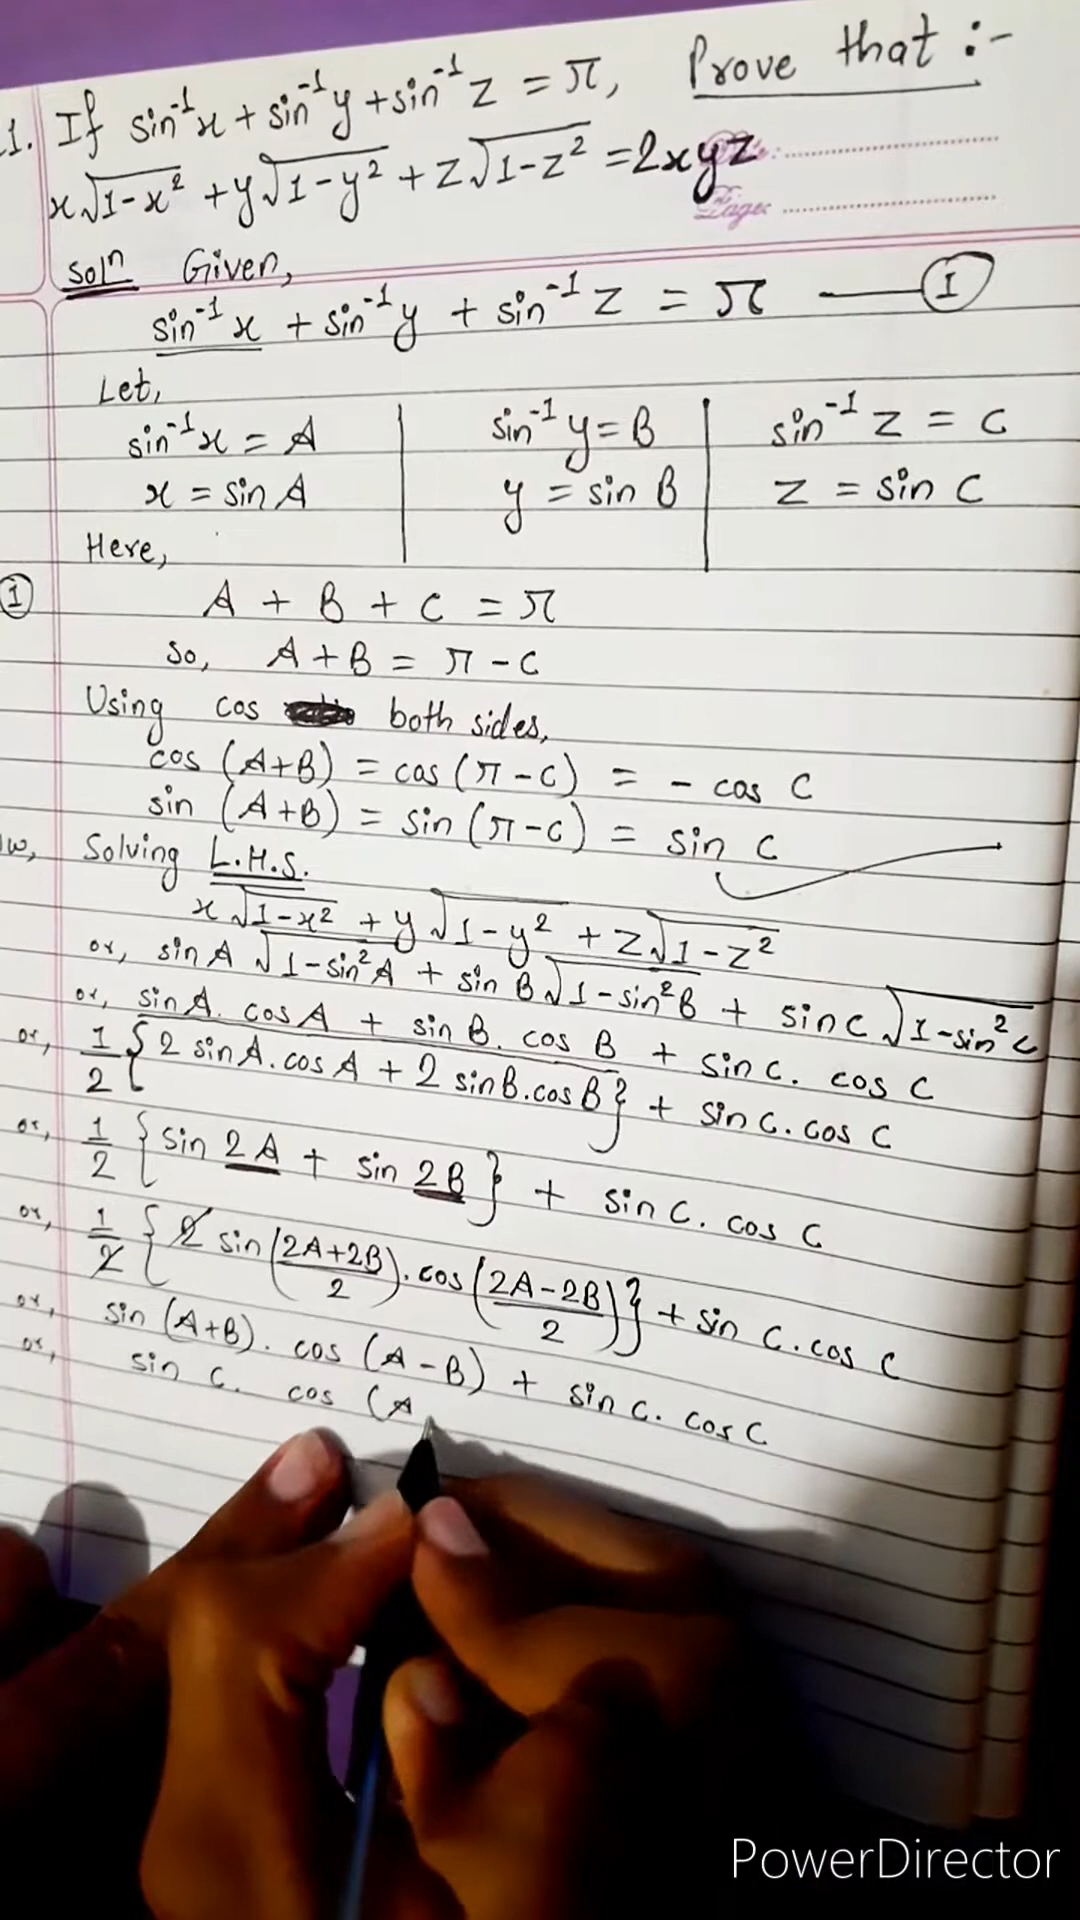 1. If sin⁻¹x + sin⁻¹y + sin⁻¹z = π, Prove that :-
x√(1-x²) + y√(1-y²) + z√(1-z²) = 2xyz
Page:
Solⁿ Given,
sin⁻¹x + sin⁻¹y + sin⁻¹z = π — I
Let,
sin⁻¹x = A | sin⁻¹y = B | sin⁻¹z = C
x = sin A | y = sin B | z = sin C
Here,
I A + B + C = π
So, A + B = π - C
Using cos both sides,
cos (A+B) = cos (π - C) = - cos C
sin (A+B) = sin (π - C) = sin C
w, Solving L.H.S.
x√(1-x²) + y√(1-y²) + z√(1-z²)
or, sin A √(1-sin²A) + sin B √(1-sin²B) + sin C √(1-sin²C)
or, sin A. cos A + sin B. cos B + sin C. cos C
or, 1/2 {2 sin A. cos A + 2 sin B. cos B} + sin C. cos C
or, 1/2 {sin 2A + sin 2B} + sin C. cos C
or, 1/2 {2 sin (2A+2B)/2 . cos (2A-2B)/2} + sin C. cos C
or, sin (A+B). cos (A-B) + sin C. cos C
or, sin C. cos (A
PowerDirector